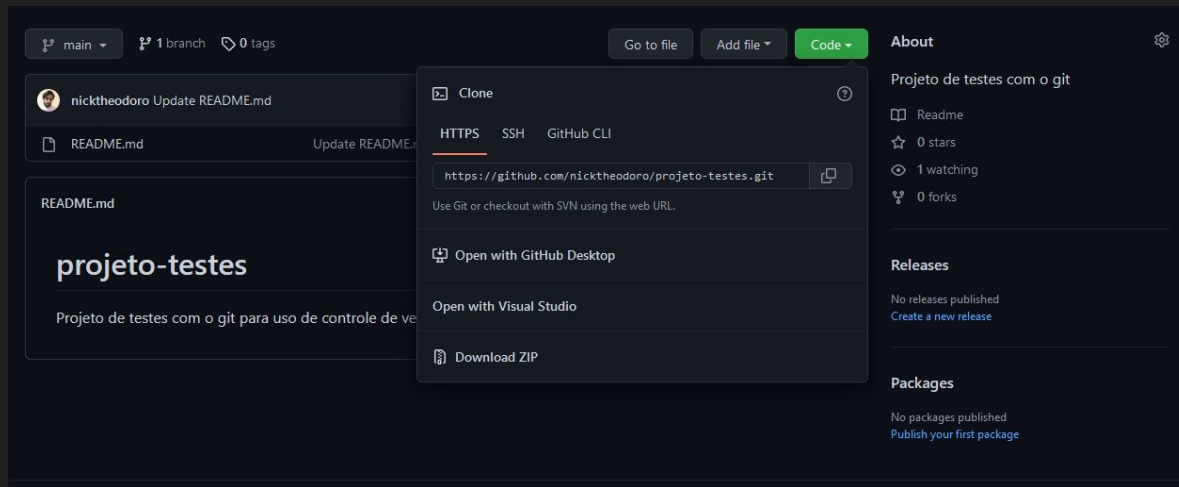 main
1 branch
0 tags
Go to file
Add file
Code
nicktheodoro Update README.md
README.md
Update README.
README.md
projeto-testes
Projeto de testes com o git para uso de controle de ve
Clone
HTTPS
SSH
GitHub CLI
https://github.com/nicktheodoro/projeto-testes.git
Use Git or checkout with SVN using the web URL.
Open with GitHub Desktop
Open with Visual Studio
Download ZIP
About
Projeto de testes com o git
Readme
0 stars
1 watching
0 forks
Releases
No releases published
Create a new release
Packages
No packages published
Publish your first package